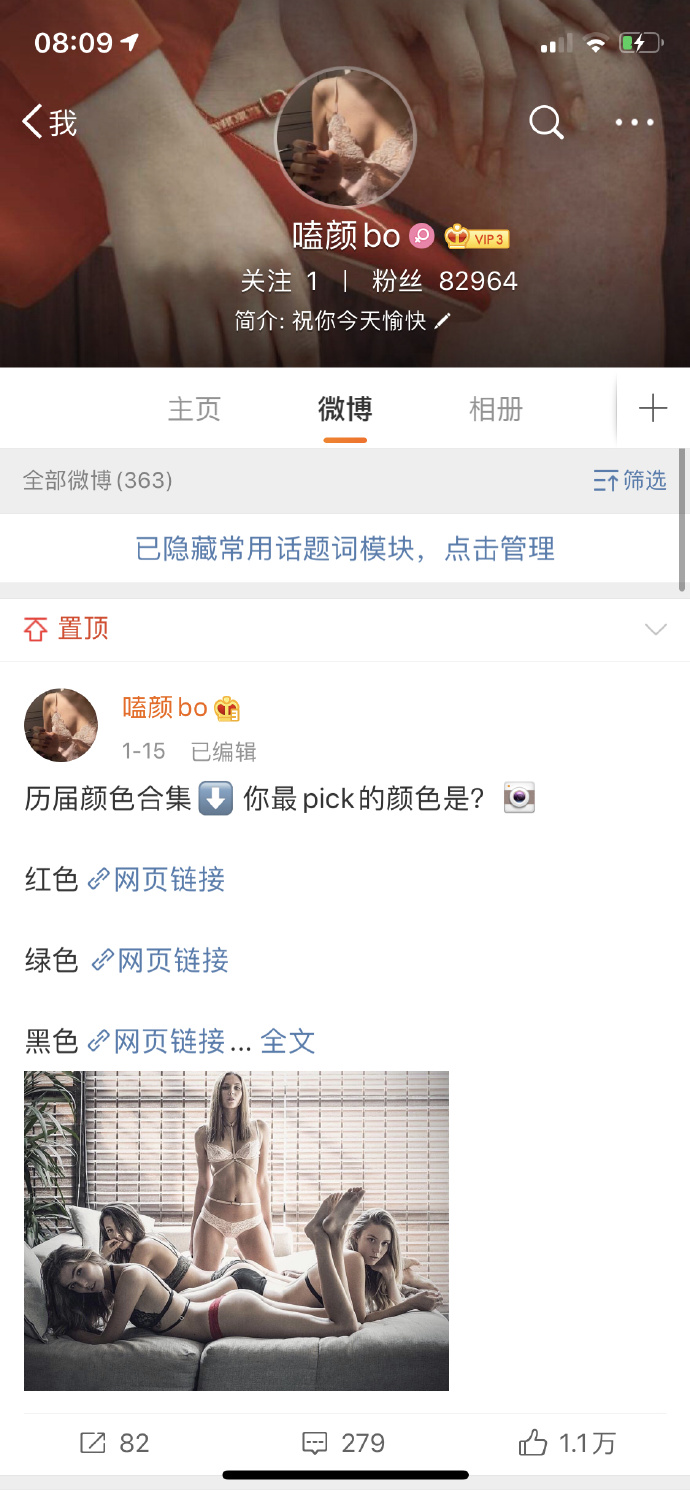 08:09
我
嗑颜bo VIP 3
关注 1 | 粉丝 82964
简介: 祝你今天愉快
主页 微博 相册
全部微博(363) 筛选
已隐藏常用话题词模块，点击管理
置顶
嗑颜bo
1-15 已编辑
历届颜色合集⬇️ 你最pick的颜色是？ 📷
红色 网页链接
绿色 网页链接
黑色 网页链接... 全文
82 279 1.1万